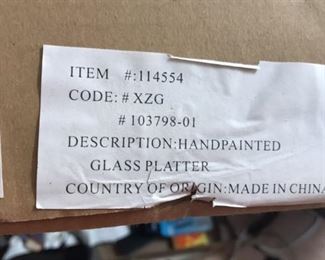 ITEM #:114554
CODE:# XZG
# 103798-01
DESCRIPTION:HANDPAINTED
GLASS PLATTER
COUNTRY OF ORIGIN:MADE IN CHINA